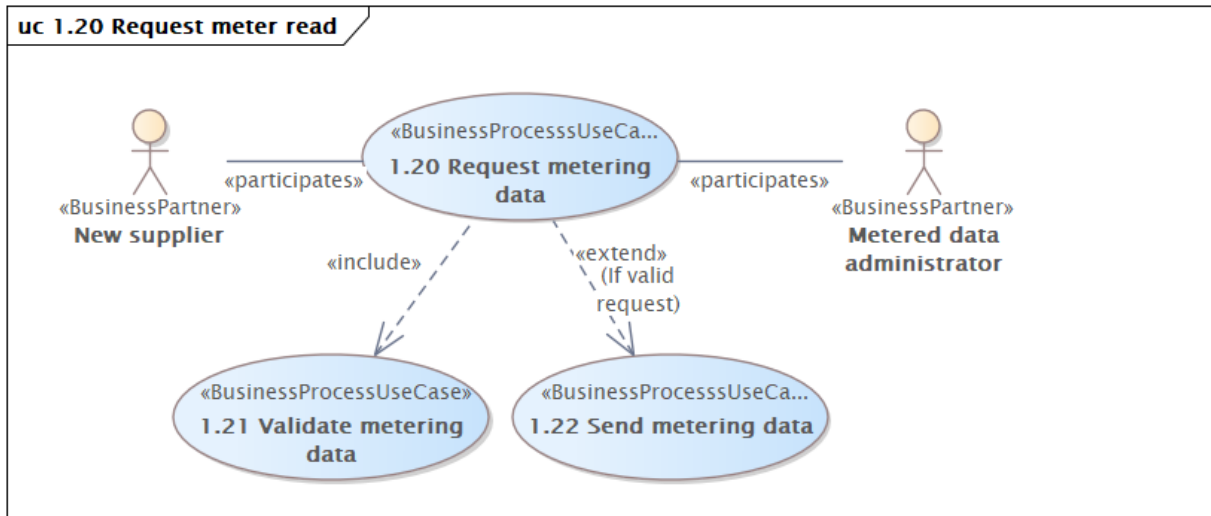 uc 1.20 Request meter read
«BusinessProcesssUseCa...
1.20 Request metering
data
«participates»
«participates»
«BusinessPartner»
New supplier
«BusinessPartner»
Metered data
administrator
«include»
«extend»
(If valid
request)
«BusinessProcessUseCase»
1.21 Validate metering
data
«BusinessProcesssUseCa...
1.22 Send metering data